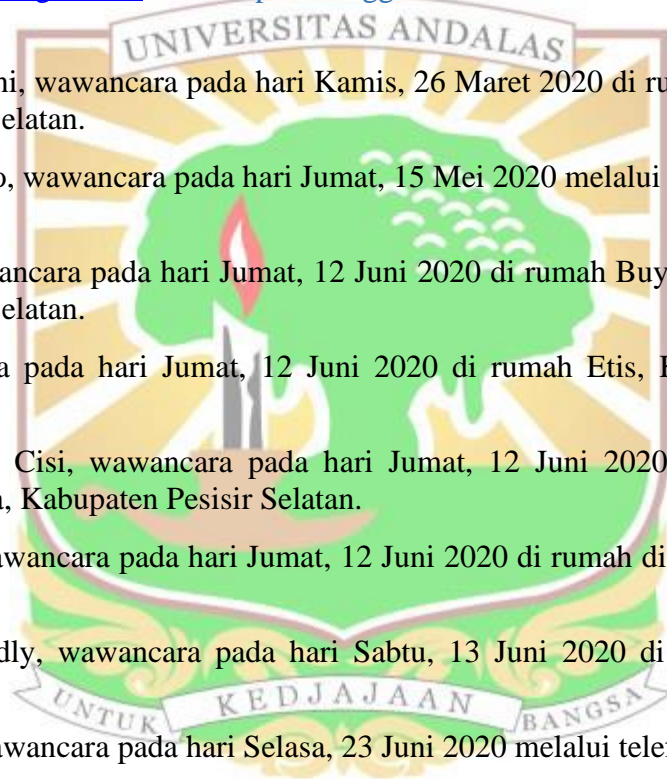 UNIVERSITAS ANDALAS
ni, wawancara pada hari Kamis, 26 Maret 2020 di ru
elatan.
o, wawancara pada hari Jumat, 15 Mei 2020 melalui
ancara pada hari Jumat, 12 Juni 2020 di rumah Buy
elatan.
a pada hari Jumat, 12 Juni 2020 di rumah Etis,
Cisi, wawancara pada hari Jumat, 12 Juni 2020
a, Kabupaten Pesisir Selatan.
awancara pada hari Jumat, 12 Juni 2020 di rumah di
dly, wawancara pada hari Sabtu, 13 Juni 2020 di
UNTUK KEDJAJAAN BANGSA
awancara pada hari Selasa, 23 Juni 2020 melalui tele